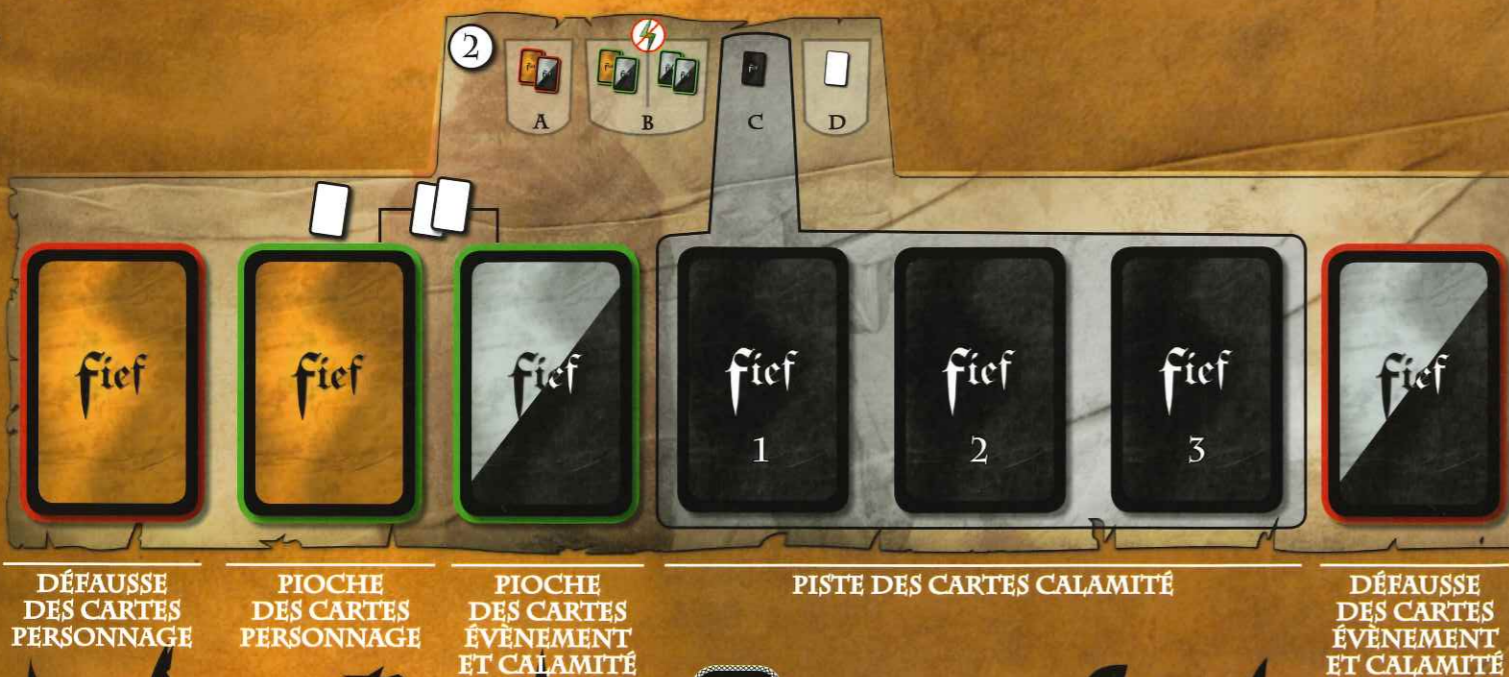 2
A
B
C
D
fief
fief
fief
fief
1
fief
2
fief
3
fief
DÉFAUSSE
DES CARTES
PERSONNAGE
PIOCHE
DES CARTES
PERSONNAGE
PIOCHE
DES CARTES
ÉVÈNEMENT
ET CALAMITÉ
PISTE DES CARTES CALAMITÉ
DÉFAUSSE
DES CARTES
ÉVÈNEMENT
ET CALAMITÉ